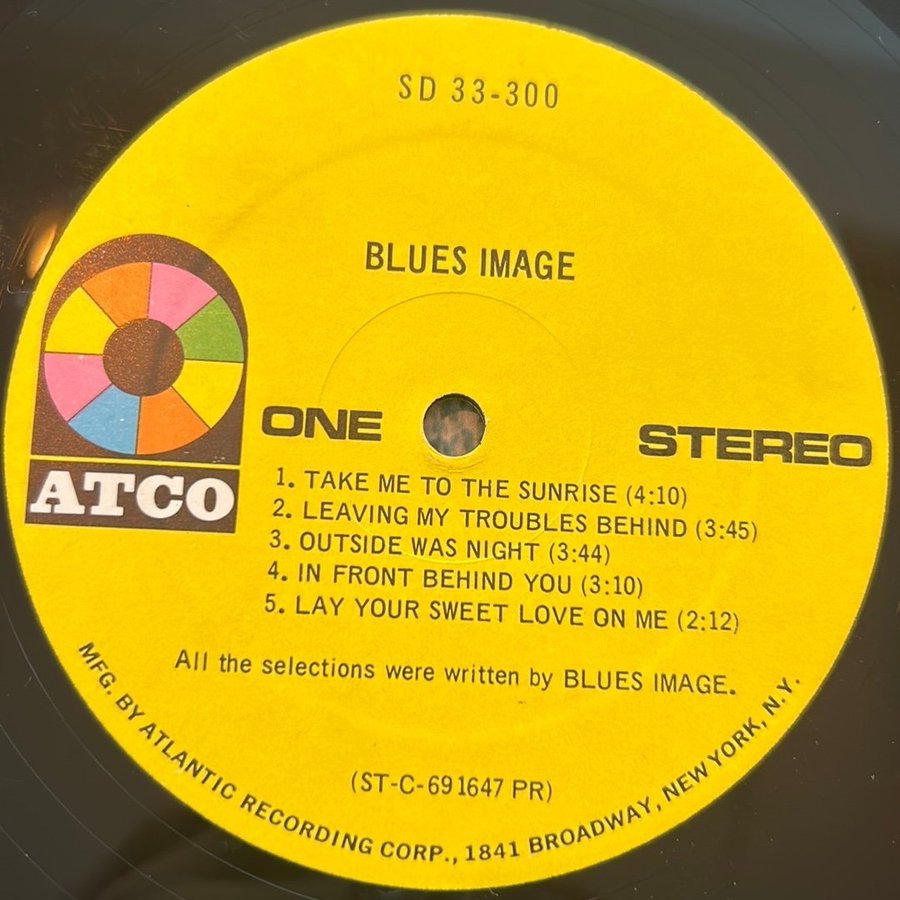 SD 33-300
BLUES IMAGE
ATCO
ONE
STEREO
1. TAKE ME TO THE SUNRISE (4:10)
2. LEAVING MY TROUBLES BEHIND (3:45)
3. OUTSIDE WAS NIGHT (3:44)
4. IN FRONT BEHIND YOU (3:10)
5. LAY YOUR SWEET LOVE ON ME (2:12)
All the selections were written by BLUES IMAGE.
(ST-C-691647 PR)
MFG. BY ATLANTIC RECORDING CORP., 1841 BROADWAY, NEW YORK, N.Y.